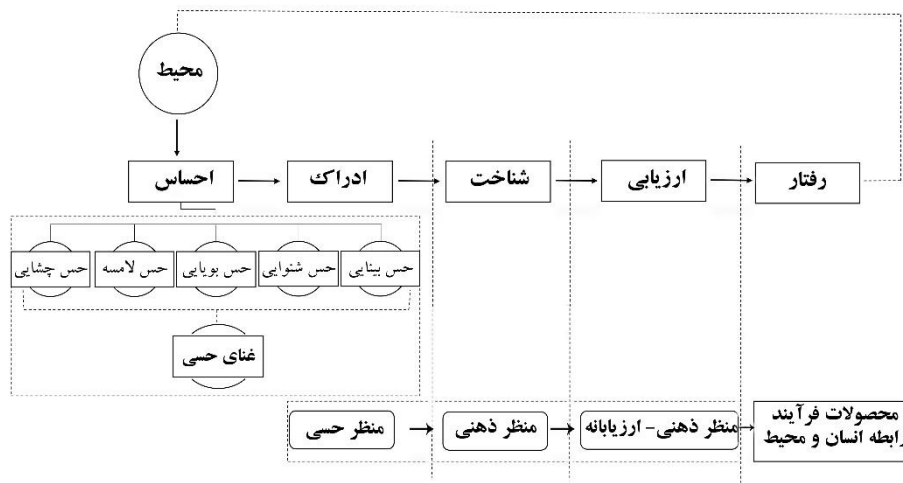 محیط
احساس
ادراک
شناخت
ارزیابی
رفتار
حس بینایی
حس شنوایی
حس بویایی
حس لامسه
حس چشایی
غنای حسی
منظر حسی
منظر ذهنی
منظر ذهنی- ارزیابانه
محصولات فرآیند
رابطه انسان و محیط